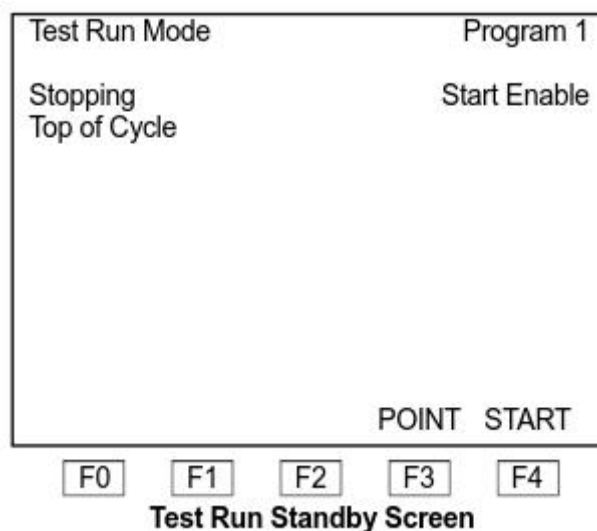 Test Run Mode Program 1
Stopping Start Enable
Top of Cycle
POINT START
F0 F1 F2 F3 F4
Test Run Standby Screen